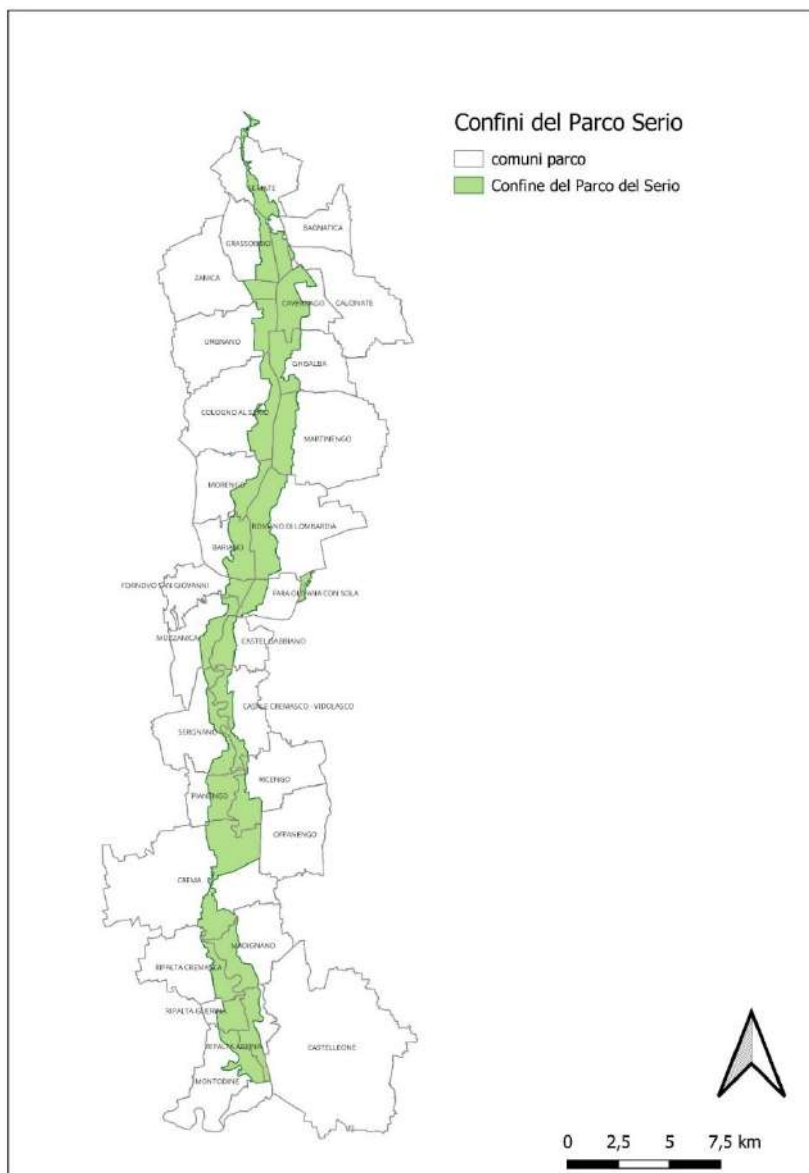 Confini del Parco Serio
comuni parco
Confine del Parco del Serio
SERIATE
BAGNATICA
GRASSOBBIO
ZANICA
CAVERNAGO
CALCINATE
URGNANO
GHISALBA
COLOGNO AL SERIO
MARTINENGO
MORENGO
ROMANO DI LOMBARDIA
BARIANO
FORNOVO SAN GIOVANNI
FARA OLIVANA CON SOLA
MOZZANICA
CASTEL GABBIANO
CASALE CREMASCO - VIDOLASCO
SERGNANO
RICENGO
PIANENGO
OFFANENGO
CREMA
MADIGNANO
RIPALTA CREMASCA
RIPALTA GUERINA
RIPALTA ARPINA
CASTELLEONE
MONTODINE
0 2,5 5 7,5 km